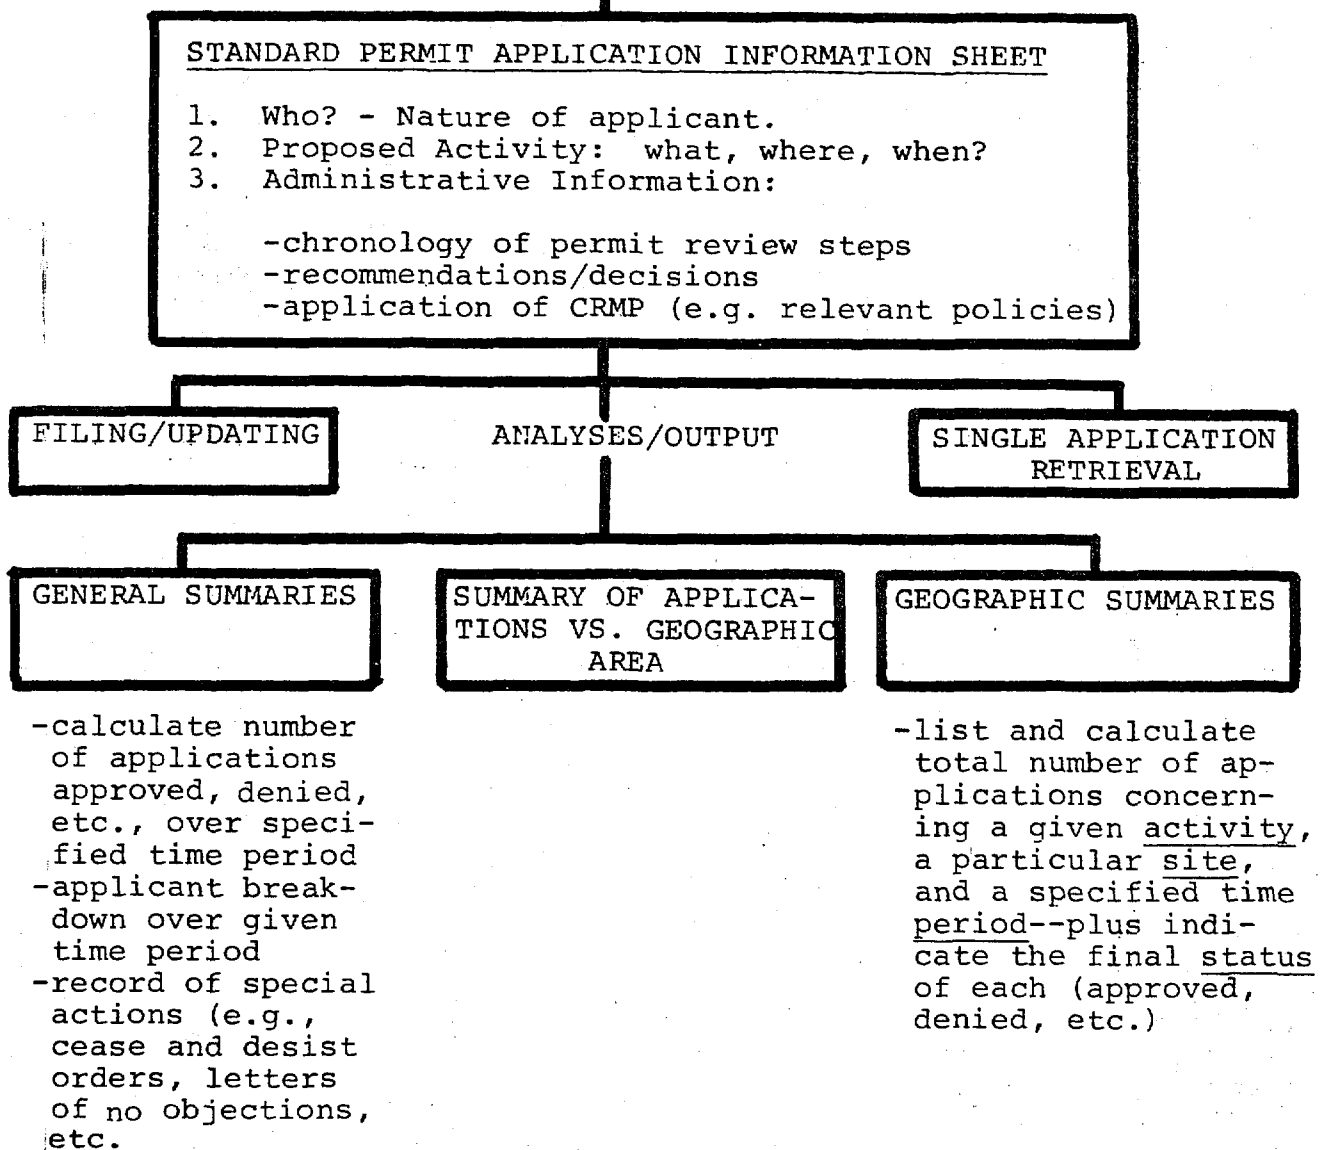 STANDARD PERMIT APPLICATION INFORMATION SHEET
1. Who? - Nature of applicant.
2. Proposed Activity: what, where, when?
3. Administrative Information:
-chronology of permit review steps
-recommendations/decisions
-application of CRMP (e.g. relevant policies)
FILING/UPDATING
ANALYSES/OUTPUT
SINGLE APPLICATION
RETRIEVAL
GENERAL SUMMARIES
SUMMARY OF APPLICA-
TIONS VS. GEOGRAPHIC
AREA
GEOGRAPHIC SUMMARIES
-calculate number
of applications
approved, denied,
etc., over speci-
fied time period
-applicant break-
down over given
time period
-record of special
actions (e.g.,
cease and desist
orders, letters
of no objections,
etc.
-list and calculate
total number of ap-
plications concern-
ing a given activity,
a particular site,
and a specified time
period--plus indi-
cate the final status
of each (approved,
denied, etc.)